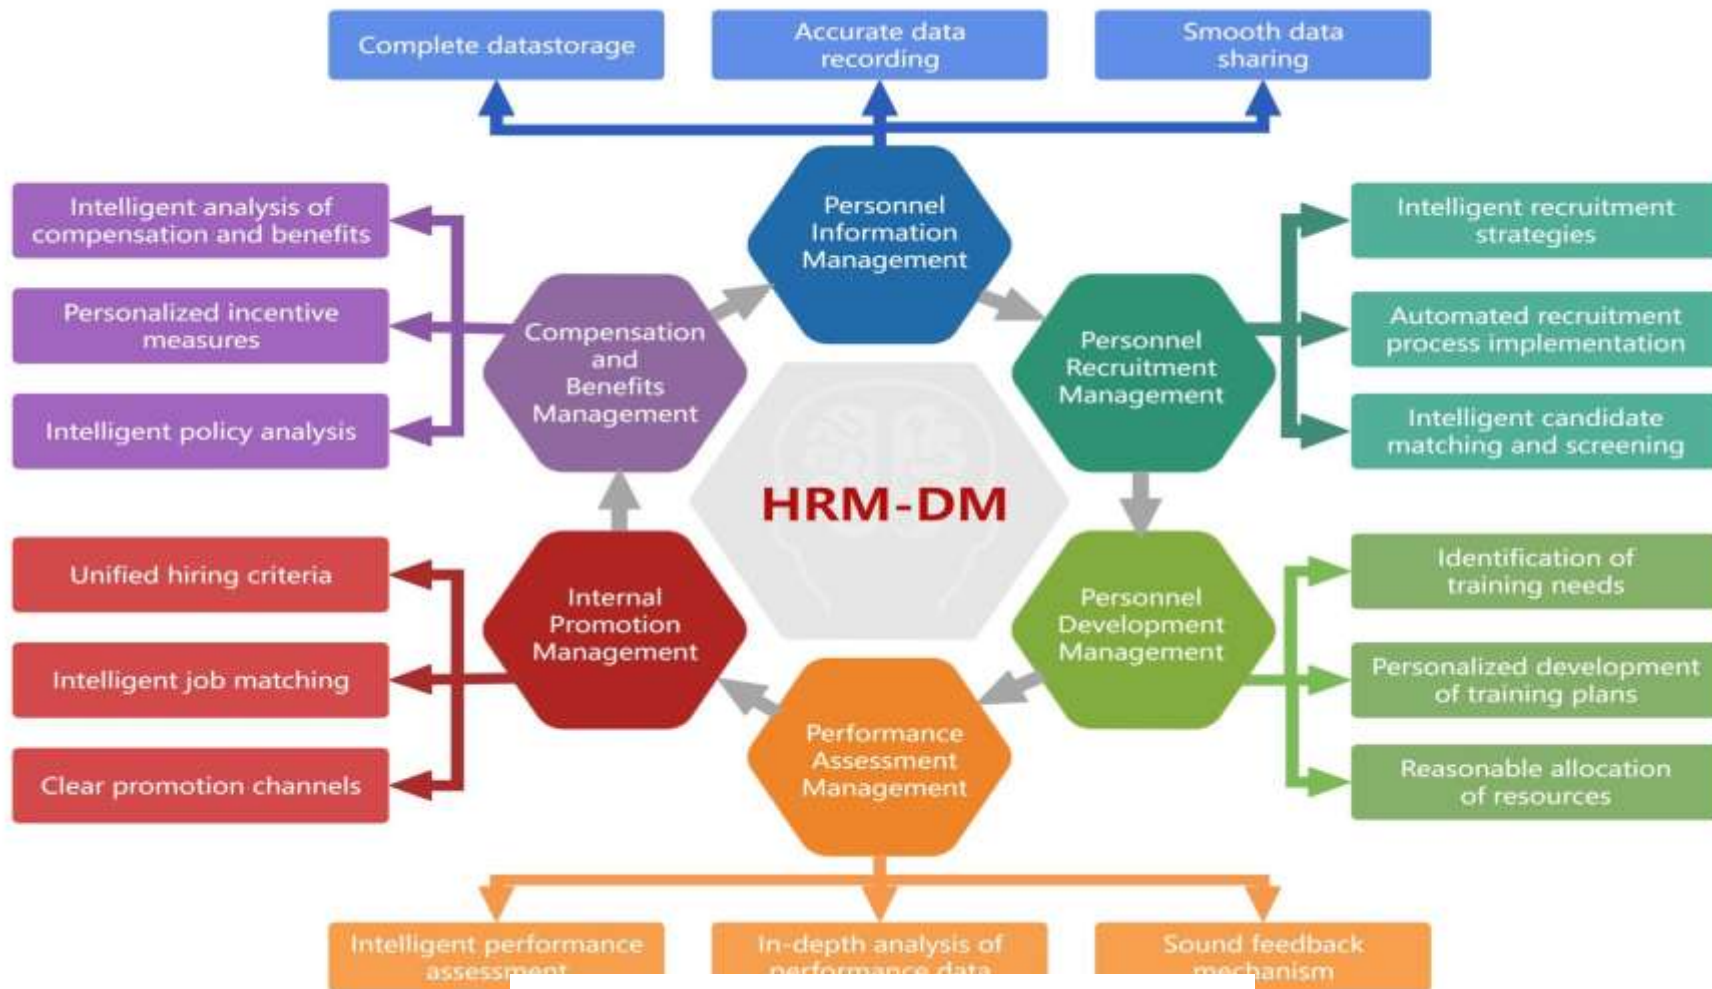 Complete datastorage
Accurate data
recording
Smooth data
sharing
Personnel
Information
Management
Intelligent analysis of
compensation and benefits
Personalized incentive
measures
Intelligent policy analysis
Compensation
and
Benefits
Management
Personnel
Recruitment
Management
Intelligent recruitment
strategies
Automated recruitment
process implementation
Intelligent candidate
matching and screening
HRM-DM
Unified hiring criteria
Intelligent job matching
Clear promotion channels
Internal
Promotion
Management
Personnel
Development
Management
Identification of
training needs
Personalized development
of training plans
Reasonable allocation
of resources
Performance
Assessment
Management
Intelligent performance
assessment
In-depth analysis of
performance data
Sound feedback
mechanism